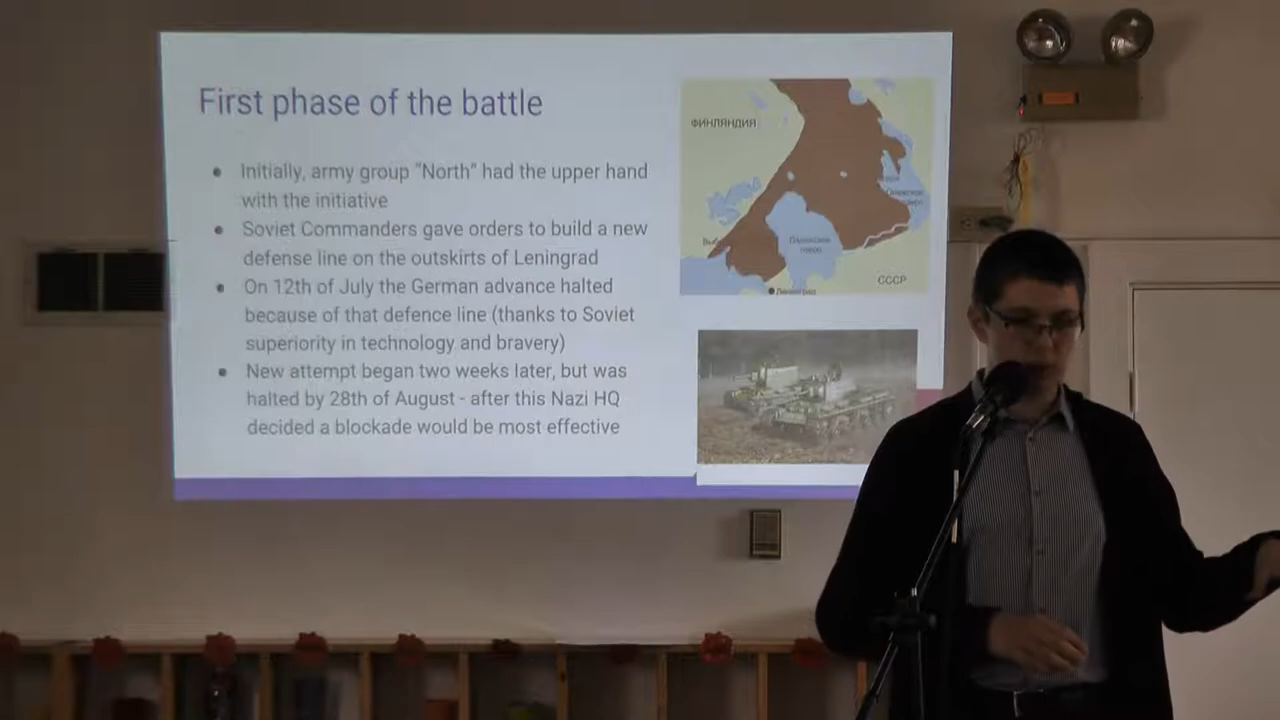 First phase of the battle
Initially, army group "North" had the upper hand
with the initiative
Soviet Commanders gave orders to build a new
defense line on the outskirts of Leningrad
On 12th of July the German advance halted
because of that defence line (thanks to Soviet
superiority in technology and bravery)
New attempt began two weeks later, but was
halted by 28th of August - after this Nazi HQ
decided a blockade would be most effective
ФИНЛЯНДИЯ
СССР
Ленинград